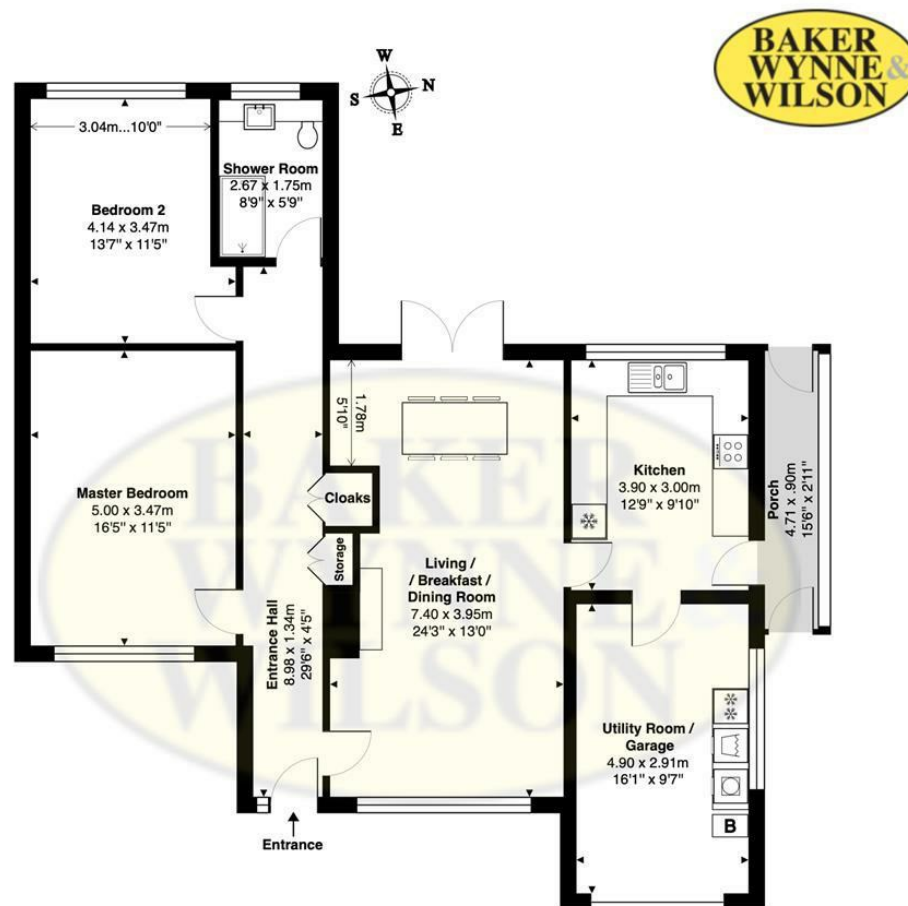 BAKER
WYNNE &
WILSON
W
S N
E
3.04m...10'0"
Shower Room
2.67 x 1.75m
8'9" x 5'9"
Bedroom 2
4.14 x 3.47m
13'7" x 11'5"
1.78m
5'10"
Cloaks
Storage
Master Bedroom
5.00 x 3.47m
16'5" x 11'5"
Entrance Hall
8.98 x 1.34m
29'6" x 4'5"
Living /
/ Breakfast /
Dining Room
7.40 x 3.95m
24'3" x 13'0"
Kitchen
3.90 x 3.00m
12'9" x 9'10"
Porch
4.71 x .90m
15'6" x 2'11"
Utility Room /
Garage
4.90 x 2.91m
16'1" x 9'7"
B
Entrance
BAKER
WYNNE &
WILSON